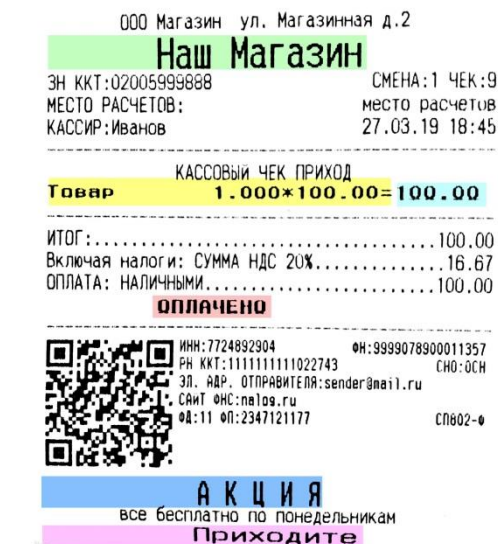 ООО Магазин ул. Магазинная д.2
Наш Магазин
ЗН ККТ:02005999888 СМЕНА:1 ЧЕК:9
МЕСТО РАСЧЕТОВ: место расчетов
КАССИР:Иванов 27.03.19 18:45
КАССОВЫЙ ЧЕК ПРИХОД
Товар 1.000*100.00=100.00
ИТОГ:..................................100.00
Включая налоги: СУММА НДС 20%.............16.67
ОПЛАТА: НАЛИЧНЫМИ.........................100.00
ОПЛАЧЕНО
ИНН:7724892904 ФН:9999078900011357
РН ККТ:1111111111022743 СНО:ОСН
ЭЛ. АДР. ОТПРАВИТЕЛЯ:sender@mail.ru
САЙТ ФНС:nalog.ru
ФД:11 ФП:2347121177 СП802-Ф
АКЦИЯ
все бесплатно по понедельникам
Приходите